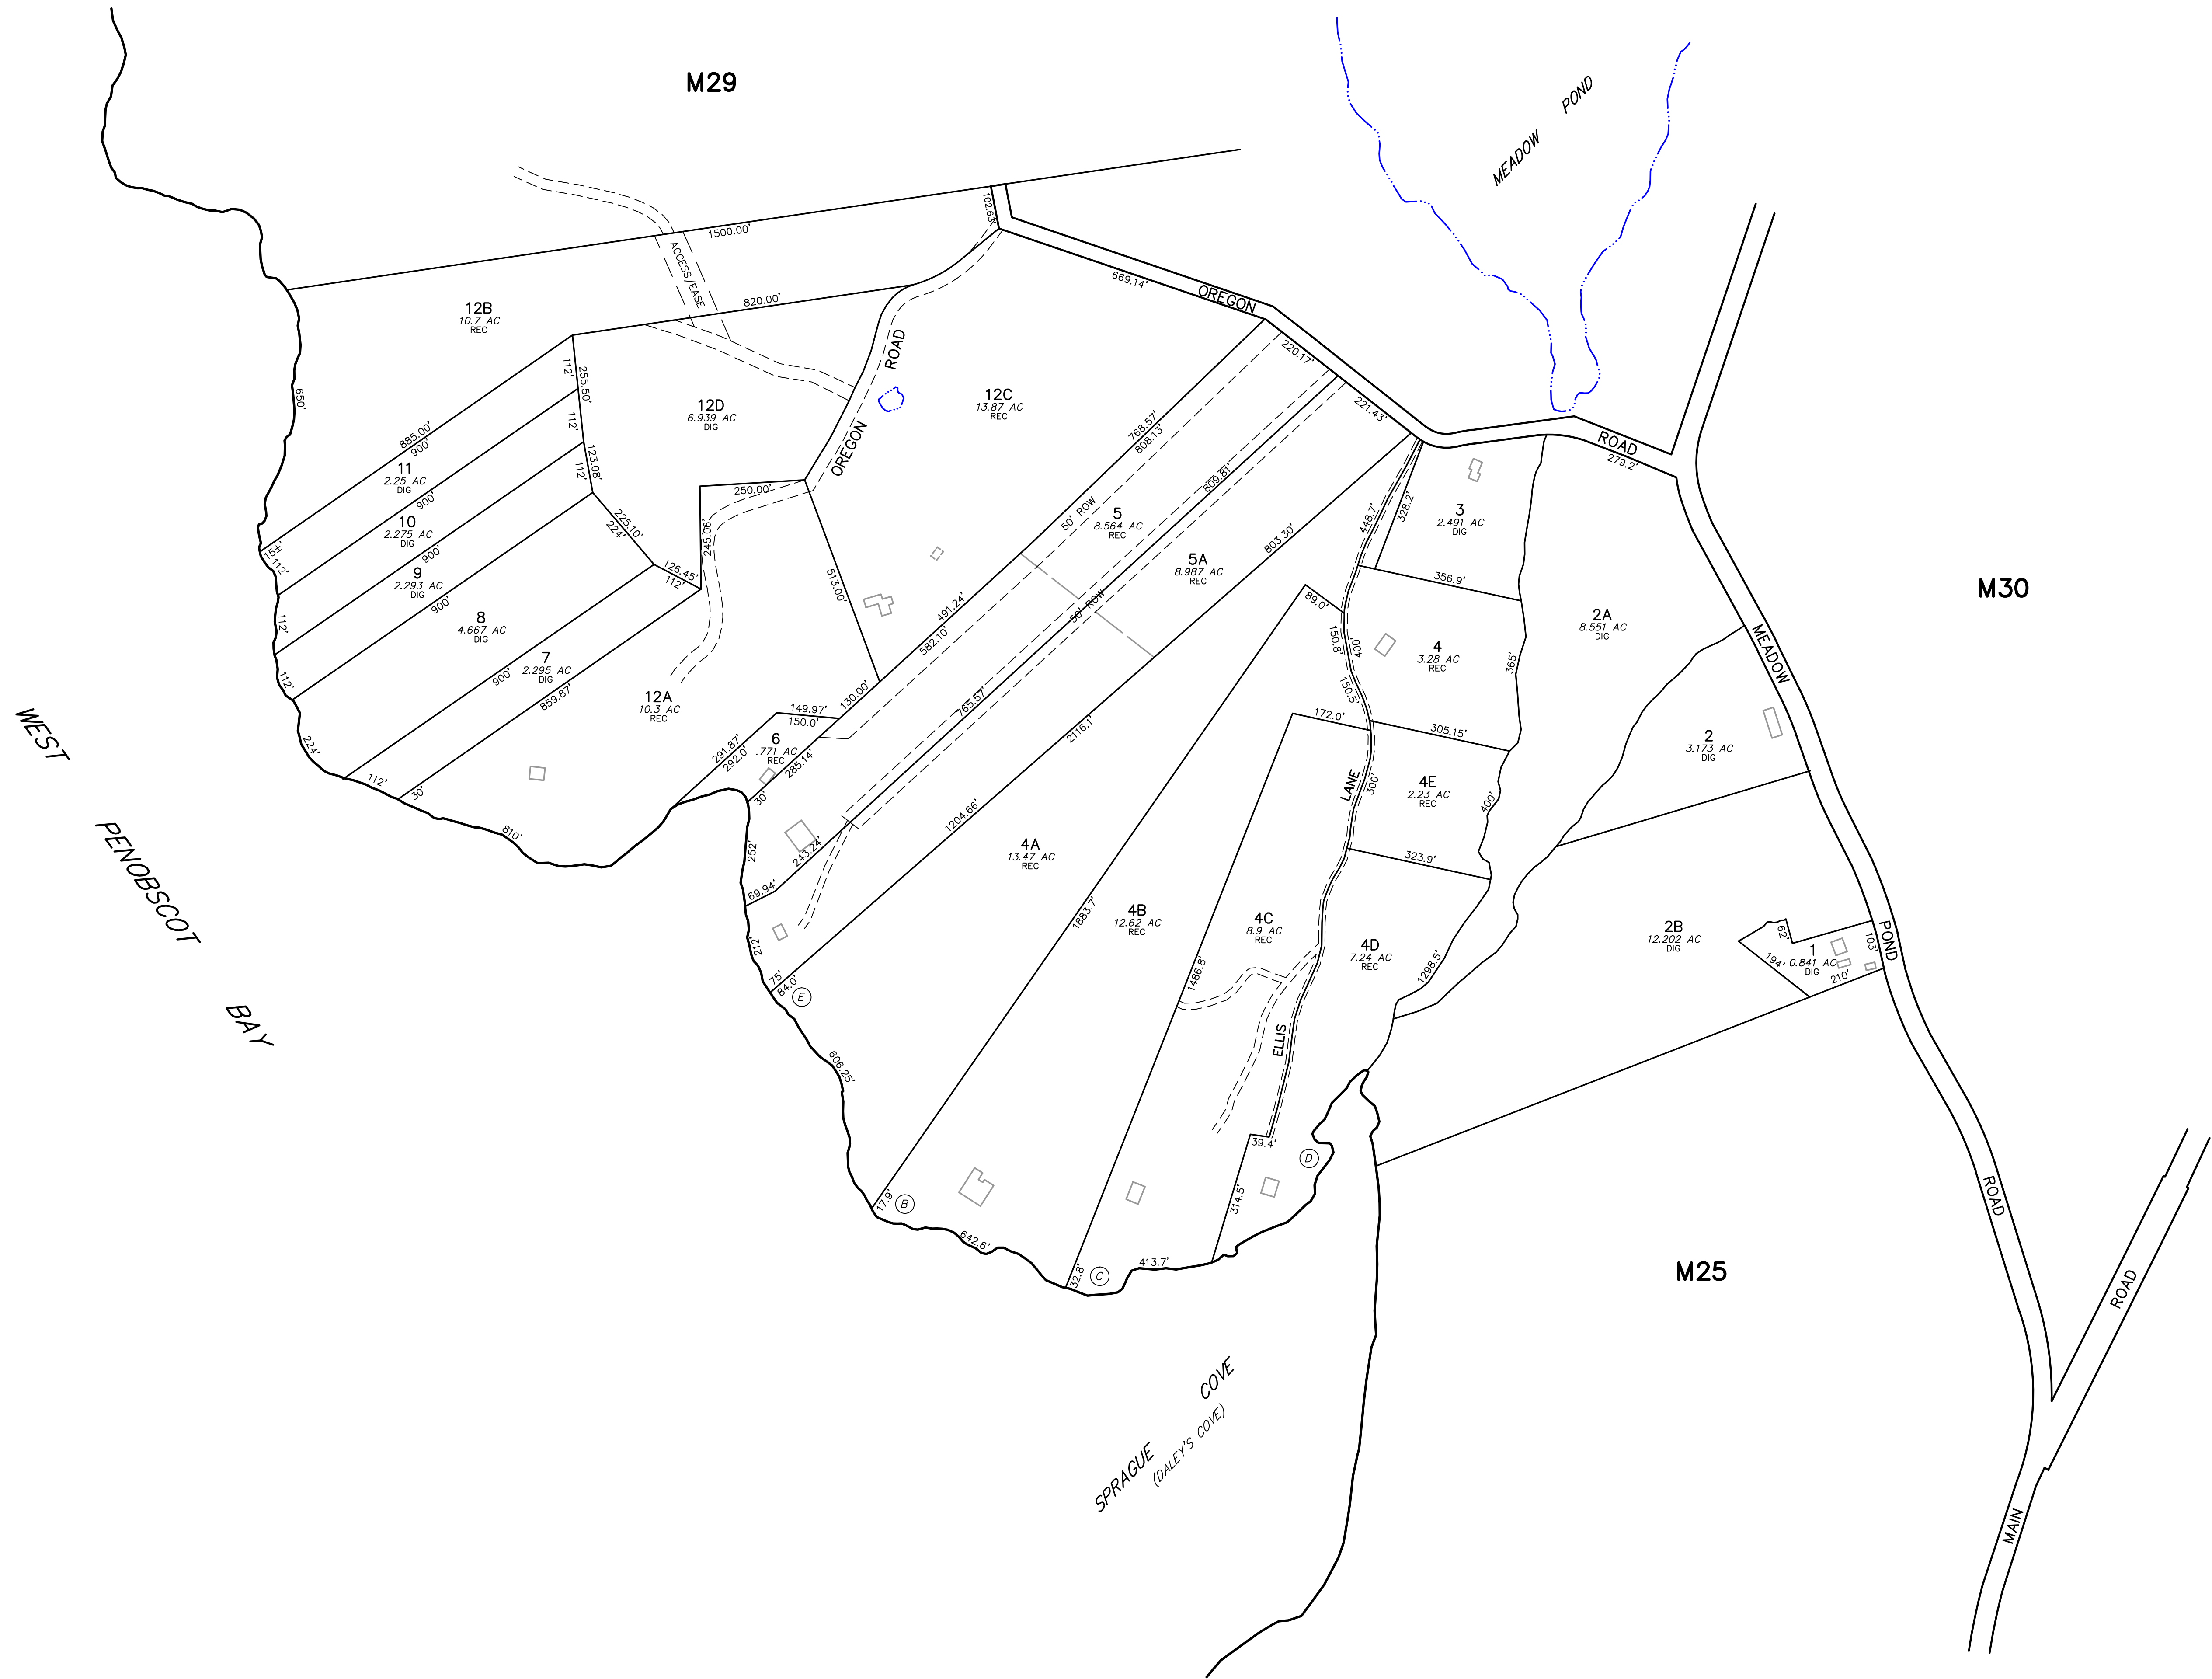 M29
MEADOW POND
102.63'
1500.00'
ACCESS/EASE
820.00'
669.14'
OREGON
12B
10.7 AC
REC
650'
885.00'
900'
112'
255.50'
112'
123.08'
112'
12D
6.939 AC
DIG
OREGON ROAD
12C
13.87 AC
REC
220.17'
221.43'
ROAD
279.2'
11
2.25 AC
DIG
900'
15±'
112'
10
2.275 AC
DIG
900'
9
2.293 AC
DIG
900'
112'
225.10'
224'
126.45'
112'
8
4.667 AC
DIG
112'
7
2.295 AC
DIG
900'
859.87'
224'
112'
30'
250.00'
245.06'
513.00'
12A
10.3 AC
REC
810'
768.57'
808.13'
50' ROW
5
8.564 AC
REC
809.81'
5A
8.987 AC
REC
50' ROW
803.30'
491.24'
582.10'
130.00'
149.97'
150.0'
6
.771 AC
REC
291.87'
292.0'
285.14'
30'
765.57'
2116.1'
1204.66'
243.24'
252'
69.94'
212'
75'
84.0'
E
448.7'
328.2'
3
2.491 AC
DIG
356.9'
89.0'
150.8'
400'
150.5'
4
3.28 AC
REC
365'
2A
8.551 AC
DIG
M30
MEADOW
172.0'
305.15'
LANE
300'
4E
2.23 AC
REC
400'
323.9'
2
3.173 AC
DIG
4A
13.47 AC
REC
1883.7'
4B
12.62 AC
REC
4C
8.9 AC
REC
1486.8'
4D
7.24 AC
REC
1298.5'
ELLIS
2B
12.202 AC
DIG
62'
194'
1
0.841 AC
DIG
103'
210'
POND
WEST
PENOBSCOT
BAY
606.25'
17.9'
B
642.6'
32.8'
C
413.7'
39.4'
314.5'
D
ROAD
M25
ROAD
MAIN
SPRAGUE COVE
(DALEY'S COVE)